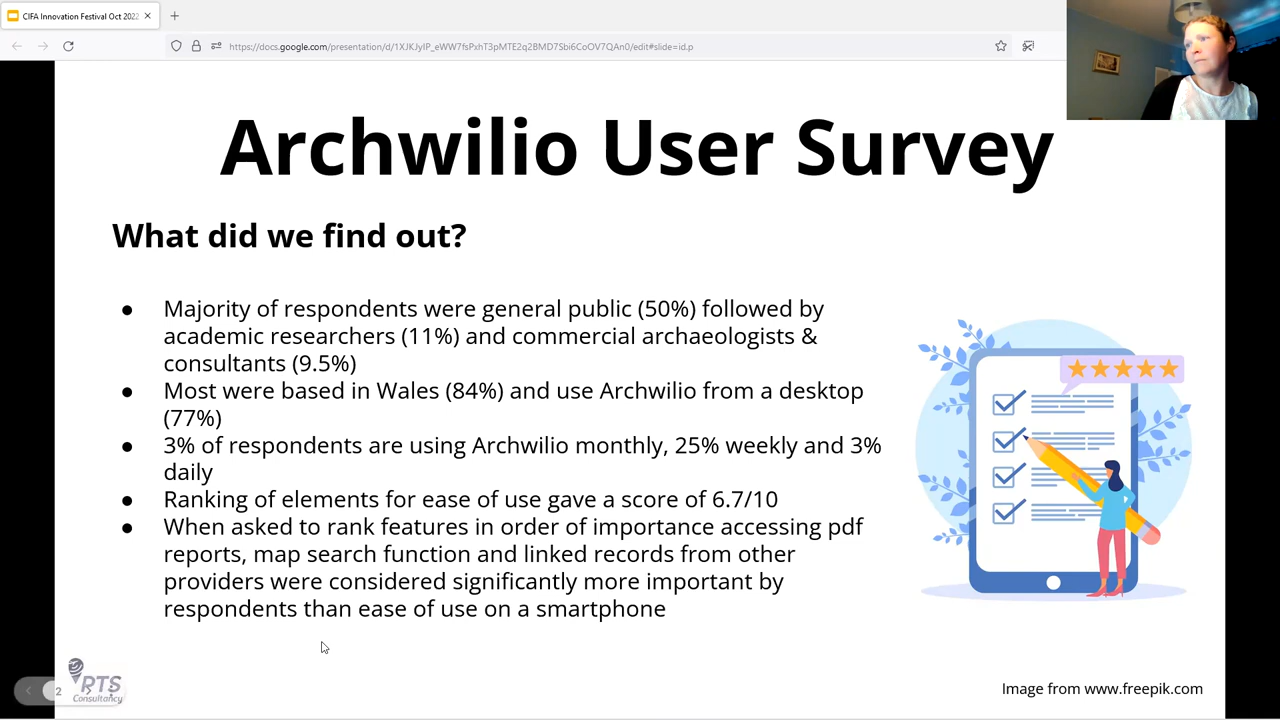 CIFA Innovation Festival Oct 2022
https://docs.google.com/presentation/d/1XJKJyIP_eWW7fsPxhT3pMTE2q2BMD7Sbi6CoOV7QAn0/edit#slide=id.p
Archwilio User Survey
What did we find out?
● Majority of respondents were general public (50%) followed by
academic researchers (11%) and commercial archaeologists &
consultants (9.5%)
● Most were based in Wales (84%) and use Archwilio from a desktop
(77%)
● 3% of respondents are using Archwilio monthly, 25% weekly and 3%
daily
● Ranking of elements for ease of use gave a score of 6.7/10
● When asked to rank features in order of importance accessing pdf
reports, map search function and linked records from other
providers were considered significantly more important by
respondents than ease of use on a smartphone
2
RTS
Consultancy
Image from www.freepik.com